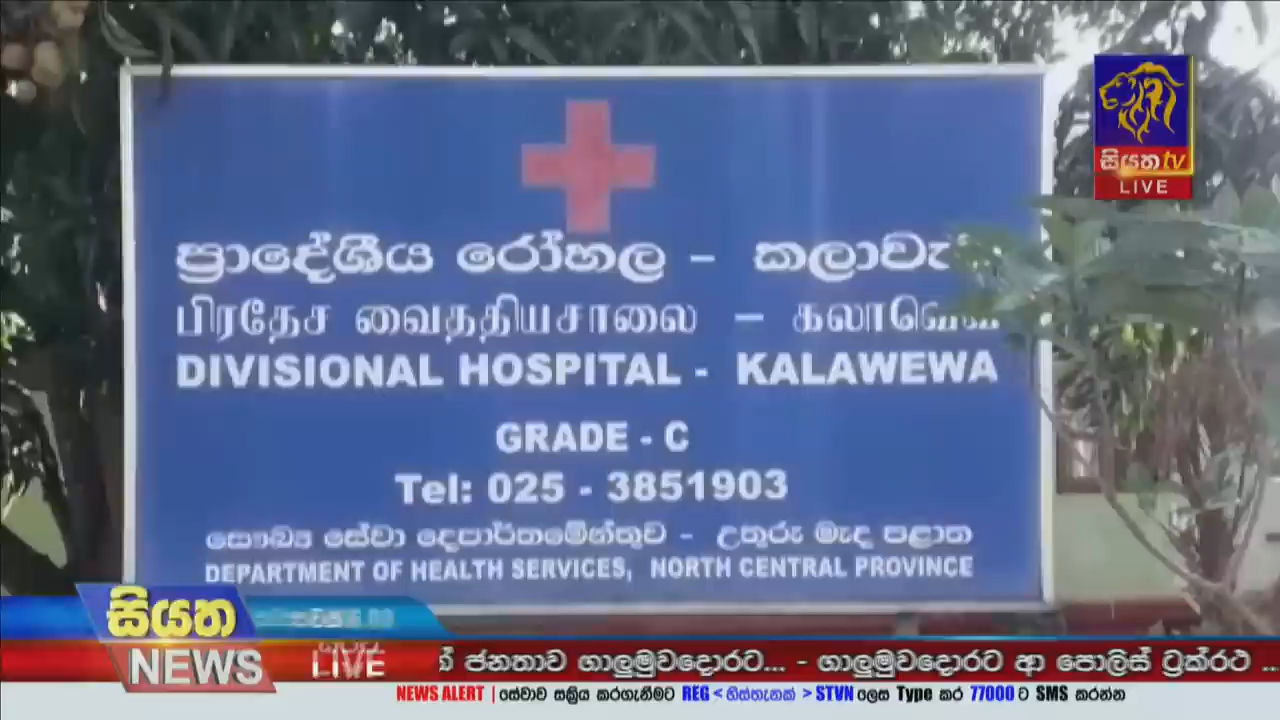 සියත tv
LIVE
ප්‍රාදේශීය රෝහල – කලාවැ
பிரதேச வைத்தியசாலை – கலாவெ
DIVISIONAL HOSPITAL - KALAWEWA
GRADE - C
Tel: 025 - 3851903
සෞඛ්‍ය සේවා දෙපාර්තමේන්තුව - උතුරු මැද පළාත
DEPARTMENT OF HEALTH SERVICES, NORTH CENTRAL PROVINCE
සියත
NEWS LIVE ජනතාව ගාලුමුවදොරට... - ගාලුමුවදොරට ආ පොලිස් ට්‍රක්රථ ...
NEWS ALERT | සේවාව සක්‍රිය කරගැනීමට REG < හිස්තැනක් > STVN ලෙස Type කර 77000 ට SMS කරන්න